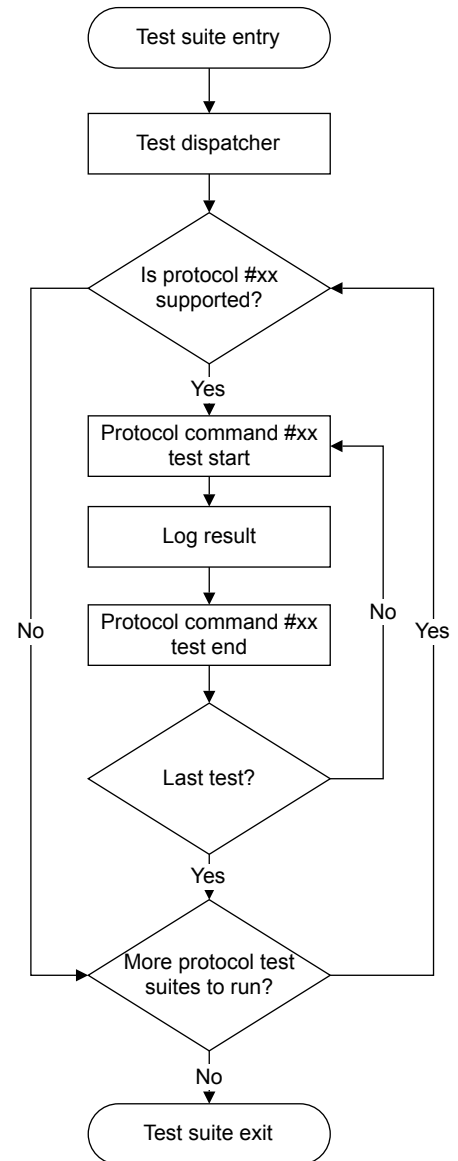 Test suite entry
Test dispatcher
Is protocol #xx
supported?
Yes
Protocol command #xx
test start
Log result
No
No
Yes
Protocol command #xx
test end
Last test?
Yes
More protocol test
suites to run?
No
Test suite exit